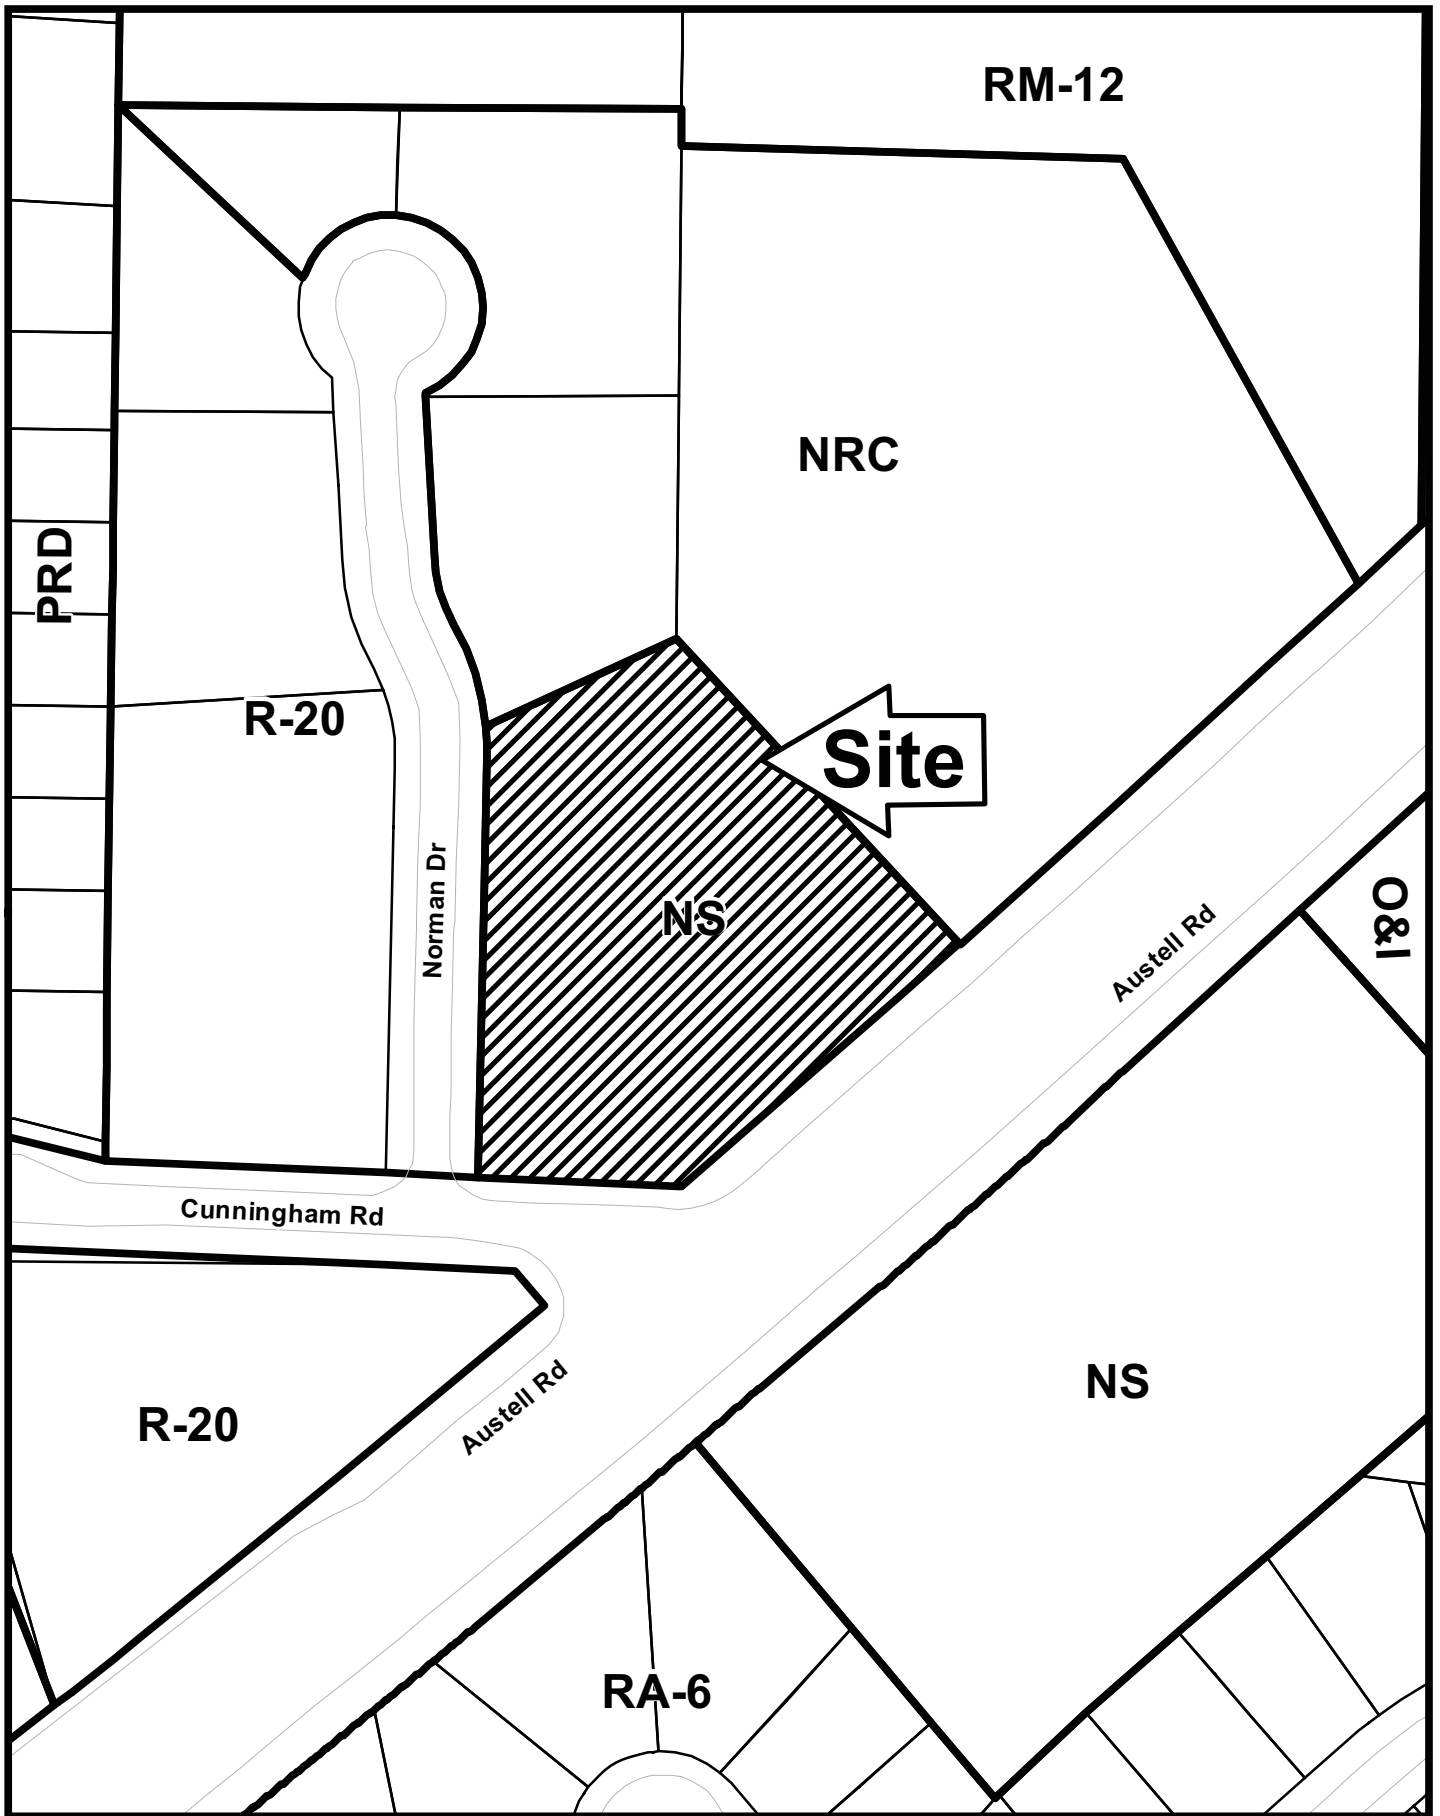 RM-12
NRC
PRD
R-20
Site
Norman Dr
NS
O&I
Austell Rd
Cunningham Rd
NS
Austell Rd
R-20
RA-6